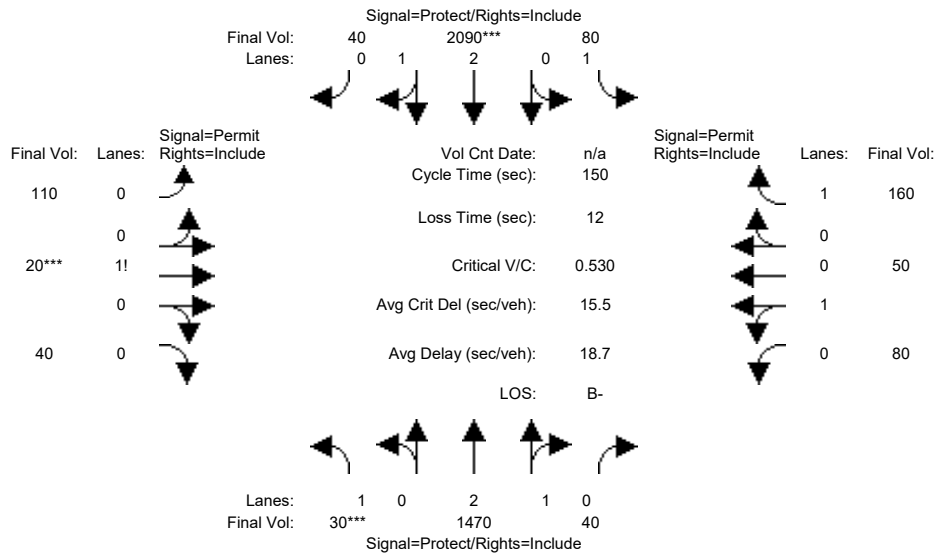 Signal=Protect/Rights=Include
Final Vol: 40 2090*** 80
Lanes: 0 1 2 0 1
Signal=Permit Signal=Permit
Final Vol: Lanes: Rights=Include Vol Cnt Date: n/a Rights=Include Lanes: Final Vol:
Cycle Time (sec): 150
110 0 1 160
Loss Time (sec): 12
0 0
20*** 1! Critical V/C: 0.530 0 50
0 Avg Crit Del (sec/veh): 15.5 1
40 0 Avg Delay (sec/veh): 18.7 0 80
LOS: B-
Lanes: 1 0 2 1 0
Final Vol: 30*** 1470 40
Signal=Protect/Rights=Include